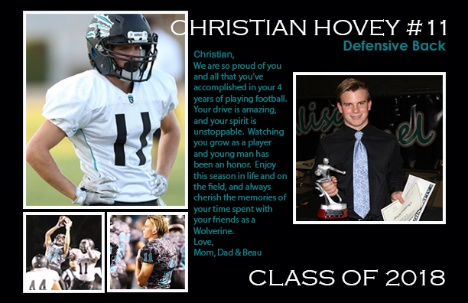 CHRISTIAN HOVEY #11
Defensive Back
Christian,
We are so proud of you
and all that you've
accomplished in your 4
years of playing football.
Your drive is amazing,
and your spirit is
unstoppable. Watching
you grow as a player
and young man has
been an honor. Enjoy
this season in life and on
the field, and always
cherish the memories of
your time spent with
your friends as a
Wolverine.
Love,
Mom, Dad & Beau
11
44
11
CLASS OF 2018